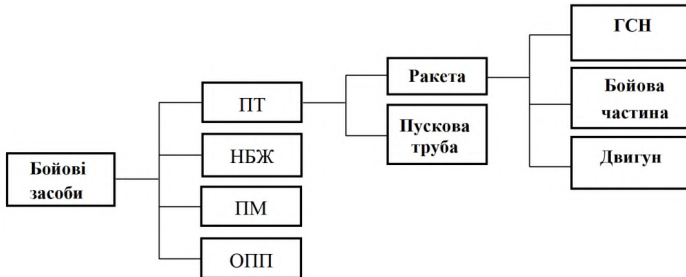 Бойові
засоби
ПТ
НБЖ
ПМ
ОПП
Ракета
Пускова
труба
ГСН
Бойова
частина
Двигун